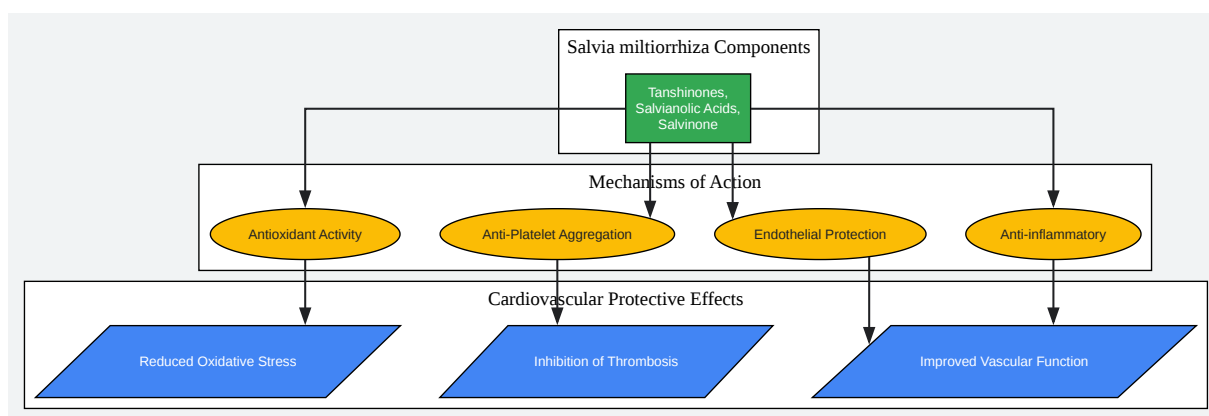 Salvia miltiorrhiza Components
Tanshinones,
Salvianolic Acids,
Salvinone
Mechanisms of Action
Antioxidant Activity
Anti-Platelet Aggregation
Endothelial Protection
Anti-inflammatory
Cardiovascular Protective Effects
Reduced Oxidative Stress
Inhibition of Thrombosis
Improved Vascular Function